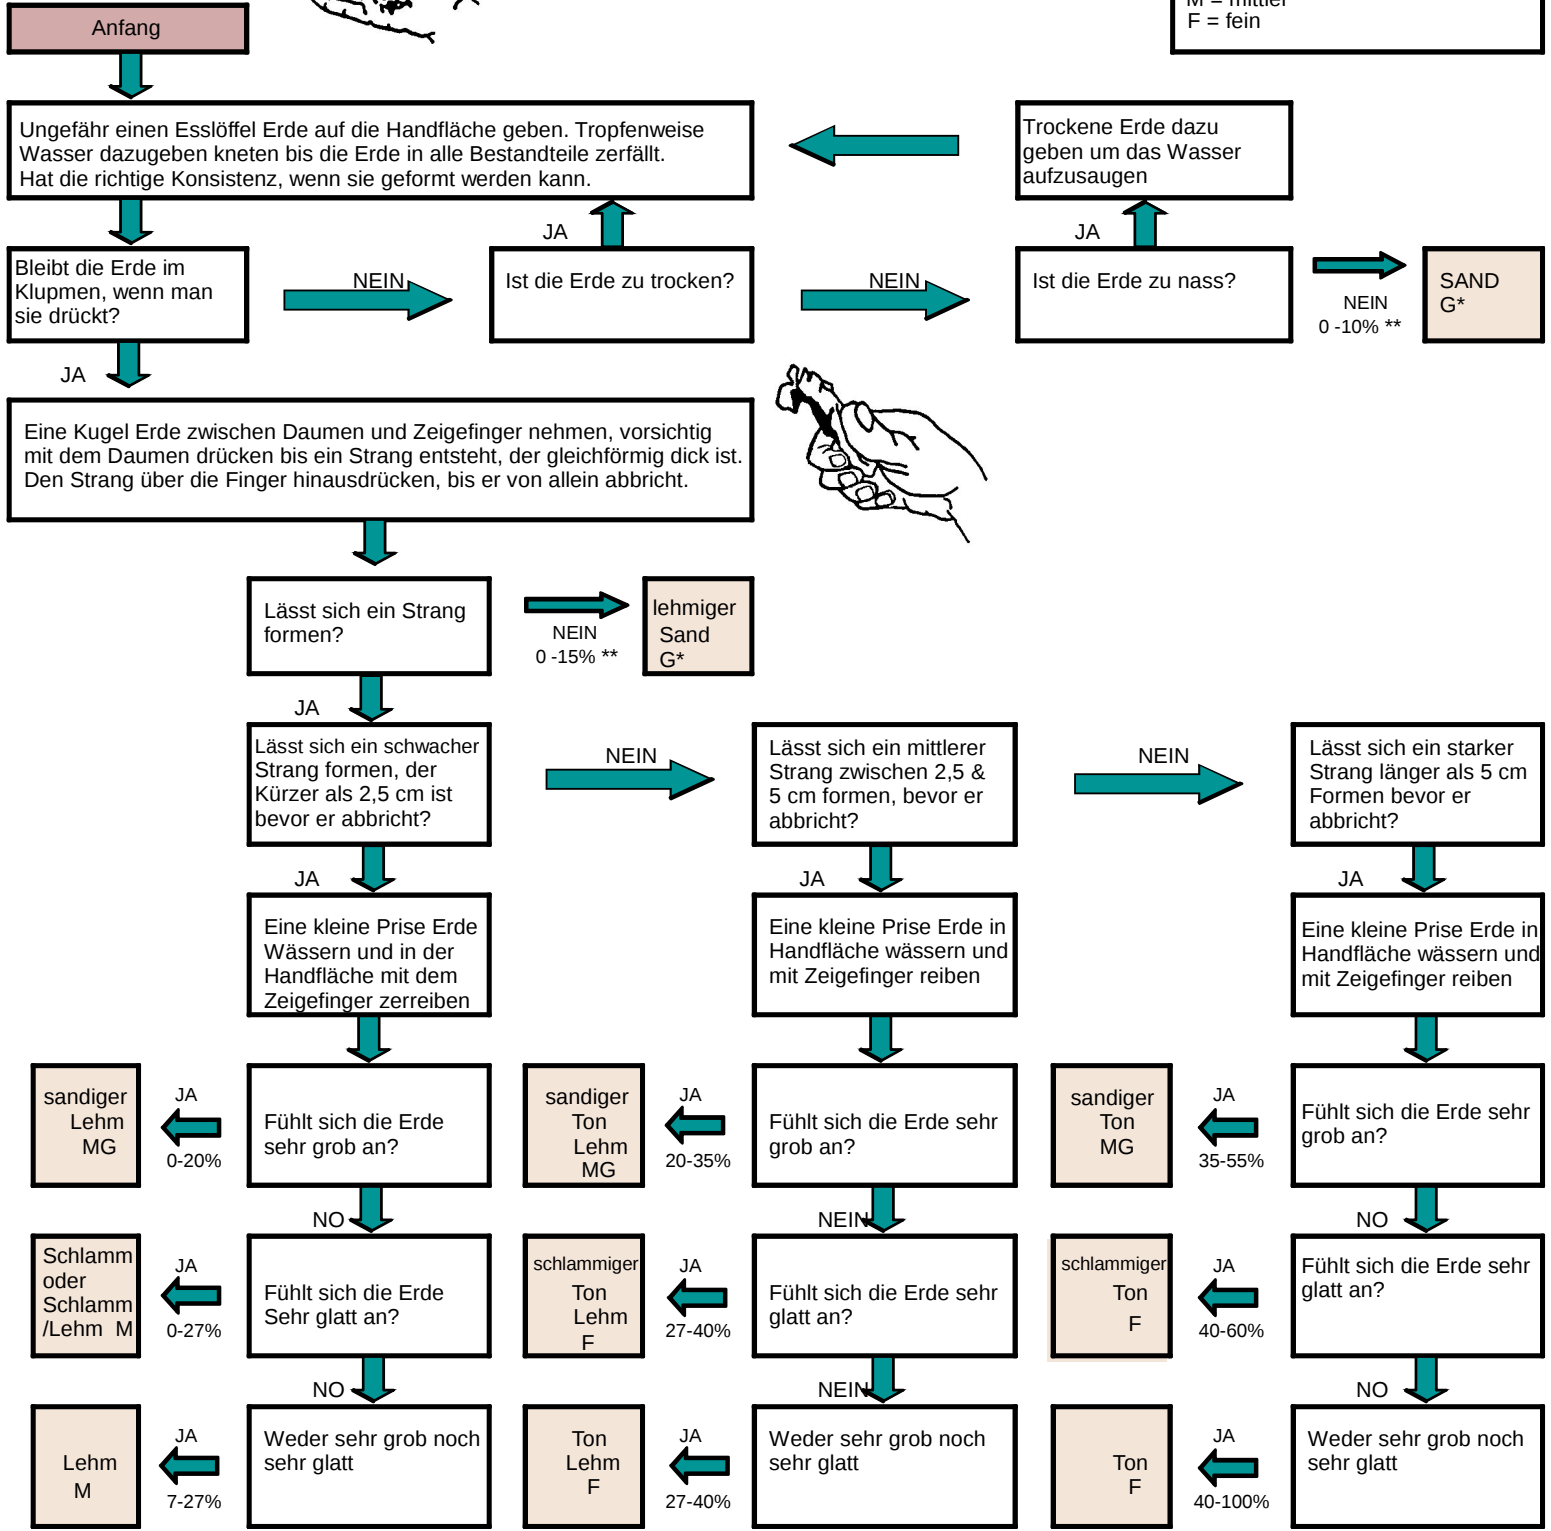 Anfang
M = mittler
F = fein
Ungefähr einen Esslöffel Erde auf die Handfläche geben. Tropfenweise
Wasser dazugeben kneten bis die Erde in alle Bestandteile zerfällt.
Hat die richtige Konsistenz, wenn sie geformt werden kann.
Trockene Erde dazu
geben um das Wasser
aufzusaugen
JA
JA
Bleibt die Erde im
Klupmen, wenn man
sie drückt?
NEIN
Ist die Erde zu trocken?
NEIN
Ist die Erde zu nass?
NEIN
0 -10% **
SAND
G*
JA
Eine Kugel Erde zwischen Daumen und Zeigefinger nehmen, vorsichtig
mit dem Daumen drücken bis ein Strang entsteht, der gleichförmig dick ist.
Den Strang über die Finger hinausdrücken, bis er von allein abbricht.
Lässt sich ein Strang
formen?
NEIN
0 -15% **
lehmiger
Sand
G*
JA
Lässt sich ein schwacher
Strang formen, der
Kürzer als 2,5 cm ist
bevor er abbricht?
NEIN
Lässt sich ein mittlerer
Strang zwischen 2,5 &
5 cm formen, bevor er
abbricht?
NEIN
Lässt sich ein starker
Strang länger als 5 cm
Formen bevor er
abbricht?
JA
JA
JA
Eine kleine Prise Erde
Wässern und in der
Handfläche mit dem
Zeigefinger zerreiben
Eine kleine Prise Erde in
Handfläche wässern und
mit Zeigefinger reiben
Eine kleine Prise Erde in
Handfläche wässern und
mit Zeigefinger reiben
sandiger
Lehm
MG
JA
0-20%
Fühlt sich die Erde
sehr grob an?
sandiger
Ton
Lehm
MG
JA
20-35%
Fühlt sich die Erde sehr
grob an?
sandiger
Ton
MG
JA
35-55%
Fühlt sich die Erde sehr
grob an?
NO
NEIN
NO
Schlamm
oder
Schlamm
/Lehm M
JA
0-27%
Fühlt sich die Erde
Sehr glatt an?
schlammiger
Ton
Lehm
F
JA
27-40%
Fühlt sich die Erde sehr
glatt an?
schlammiger
Ton
F
JA
40-60%
Fühlt sich die Erde sehr
glatt an?
NO
NEIN
NO
Lehm
M
JA
7-27%
Weder sehr grob noch
sehr glatt
Ton
Lehm
F
JA
27-40%
Weder sehr grob noch
sehr glatt
Ton
F
JA
40-100%
Weder sehr grob noch
sehr glatt